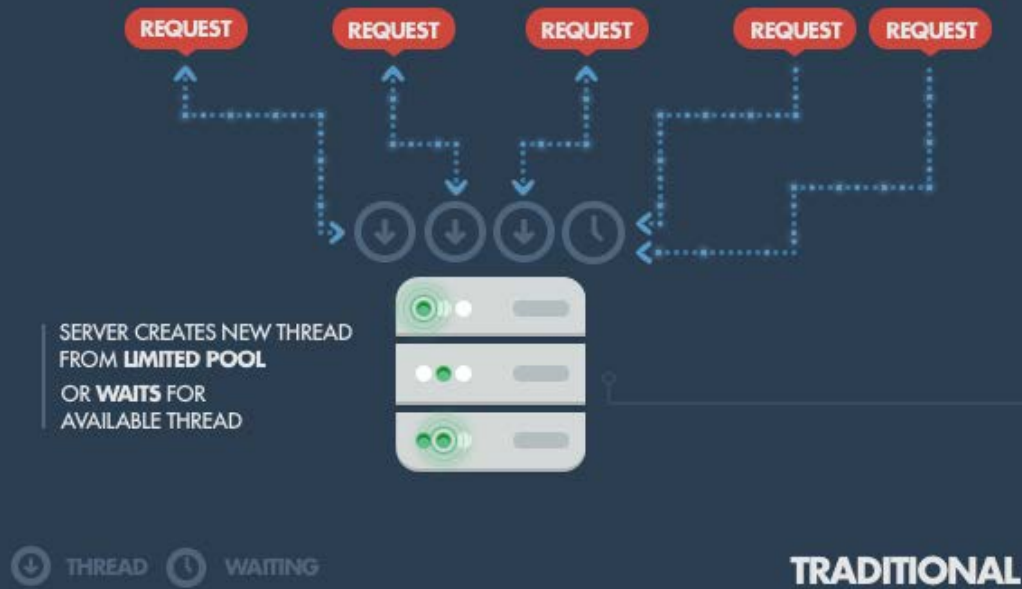 REQUEST REQUEST REQUEST REQUEST REQUEST
SERVER CREATES NEW THREAD
FROM LIMITED POOL
OR WAITS FOR
AVAILABLE THREAD
THREAD WAITING
TRADITIONAL